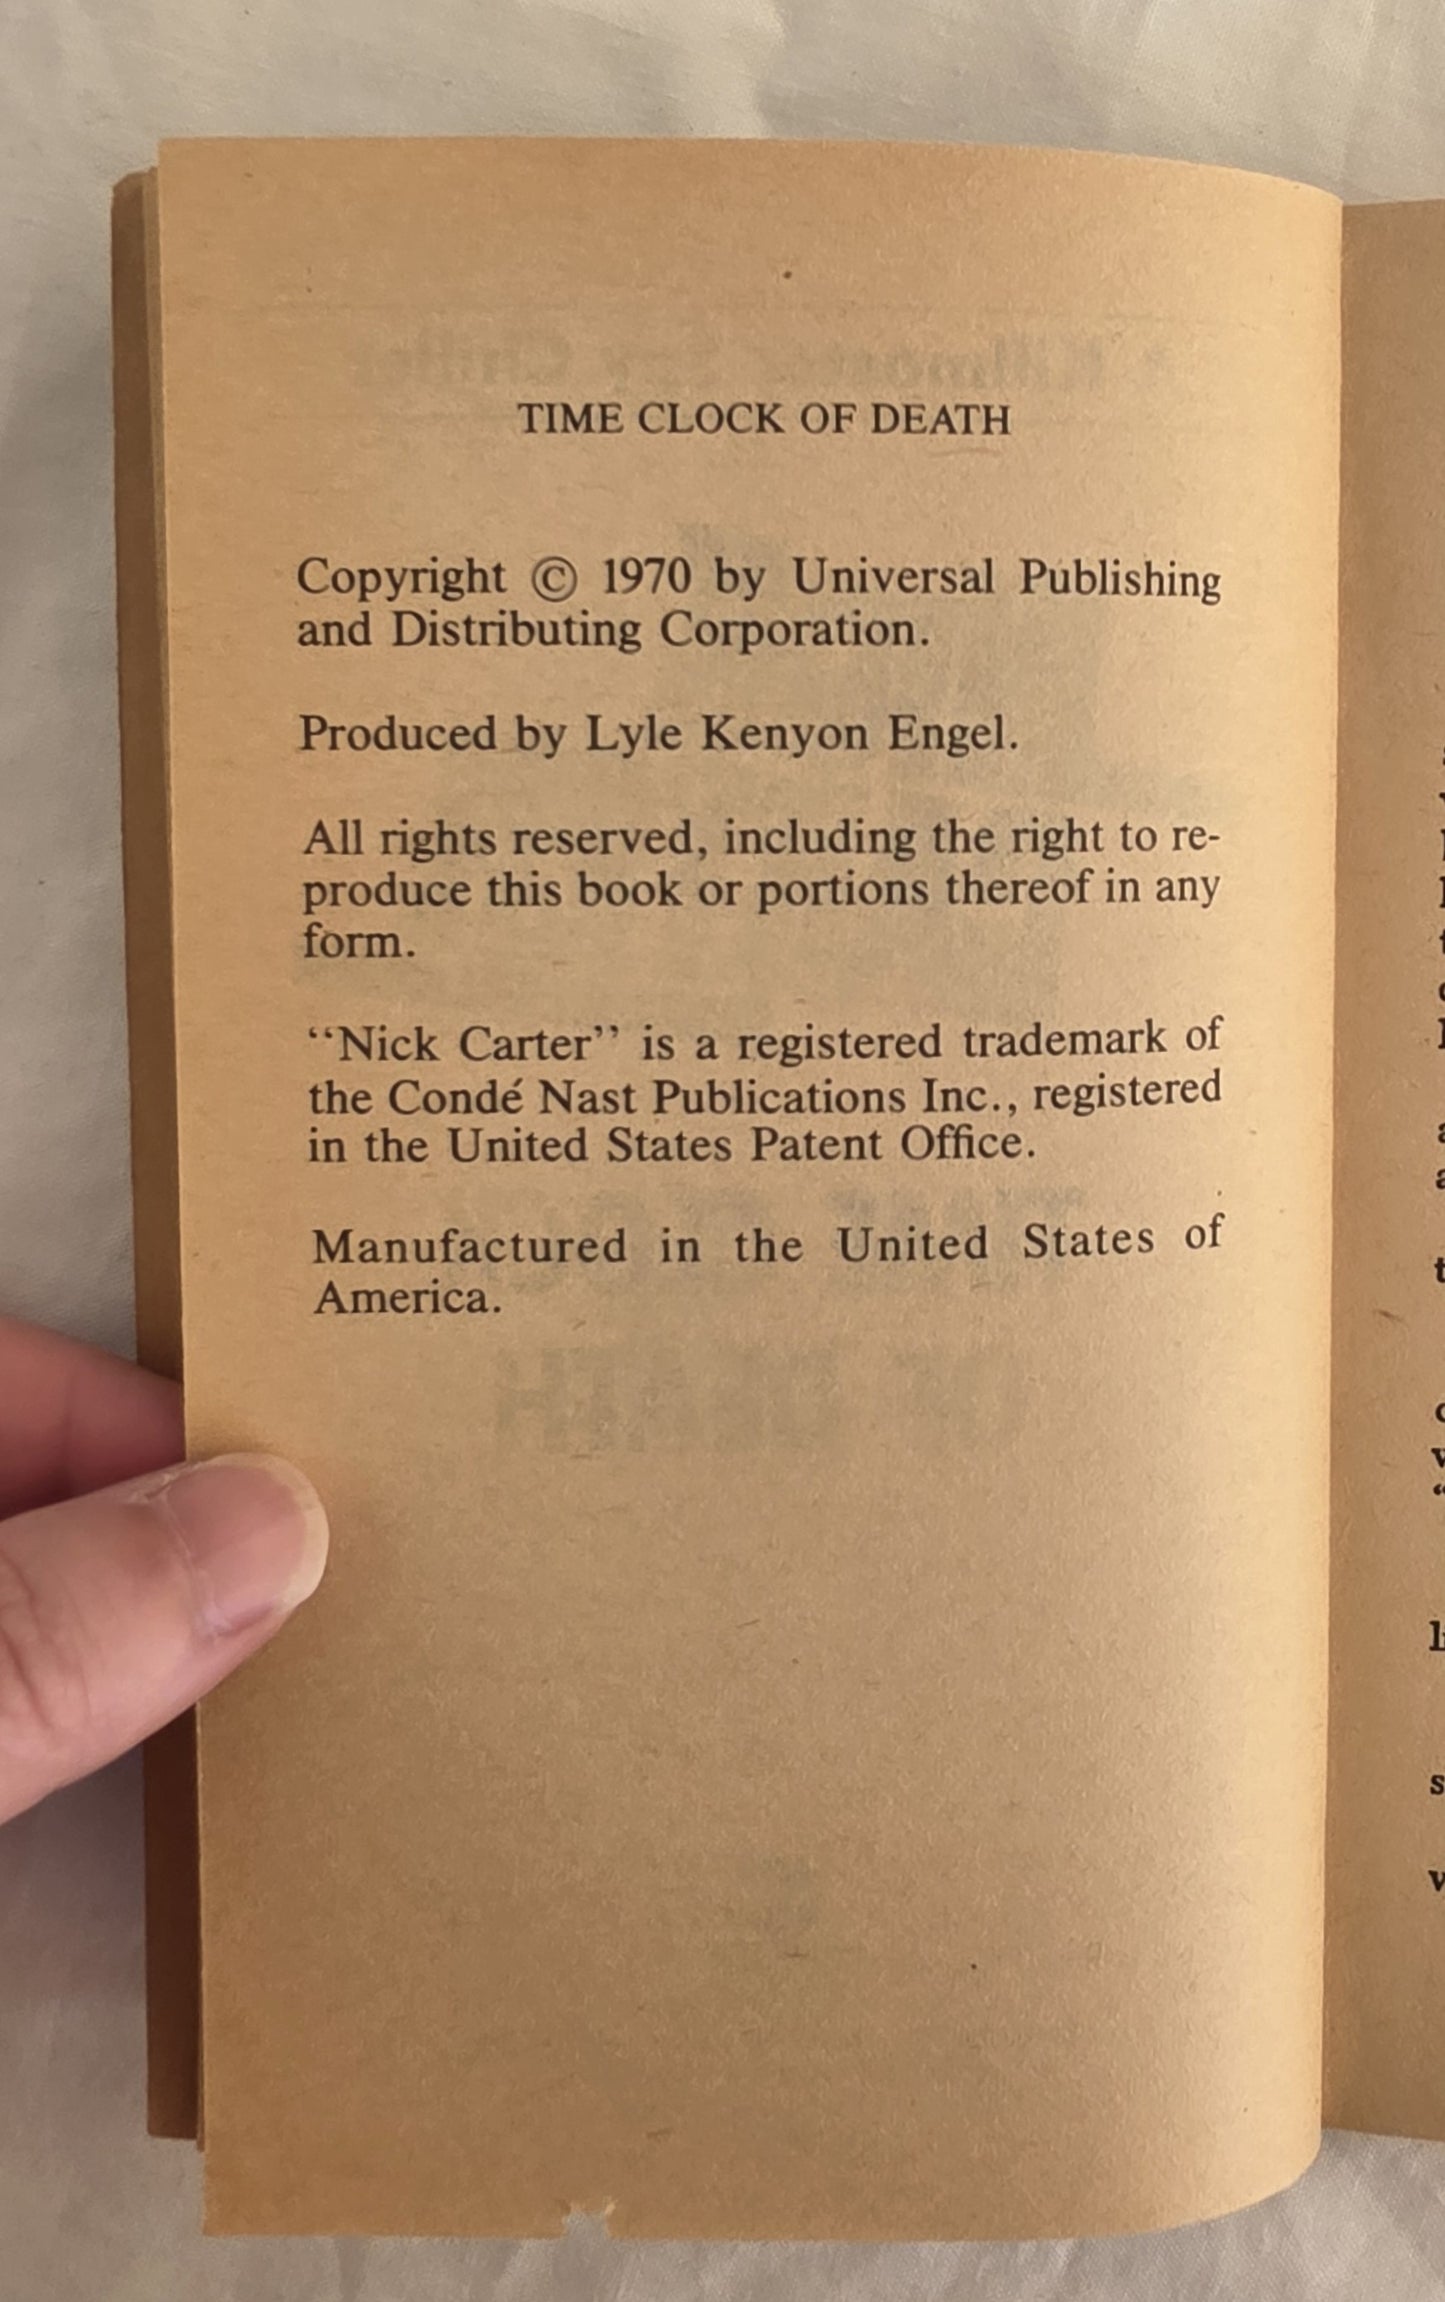 TIME CLOCK OF DEATH
Copyright © 1970 by Universal Publishing
and Distributing Corporation.
Produced by Lyle Kenyon Engel.
All rights reserved, including the right to re-
produce this book or portions thereof in any
form.
“Nick Carter” is a registered trademark of
the Condé Nast Publications Inc., registered
in the United States Patent Office.
Manufactured in the United States of
America.